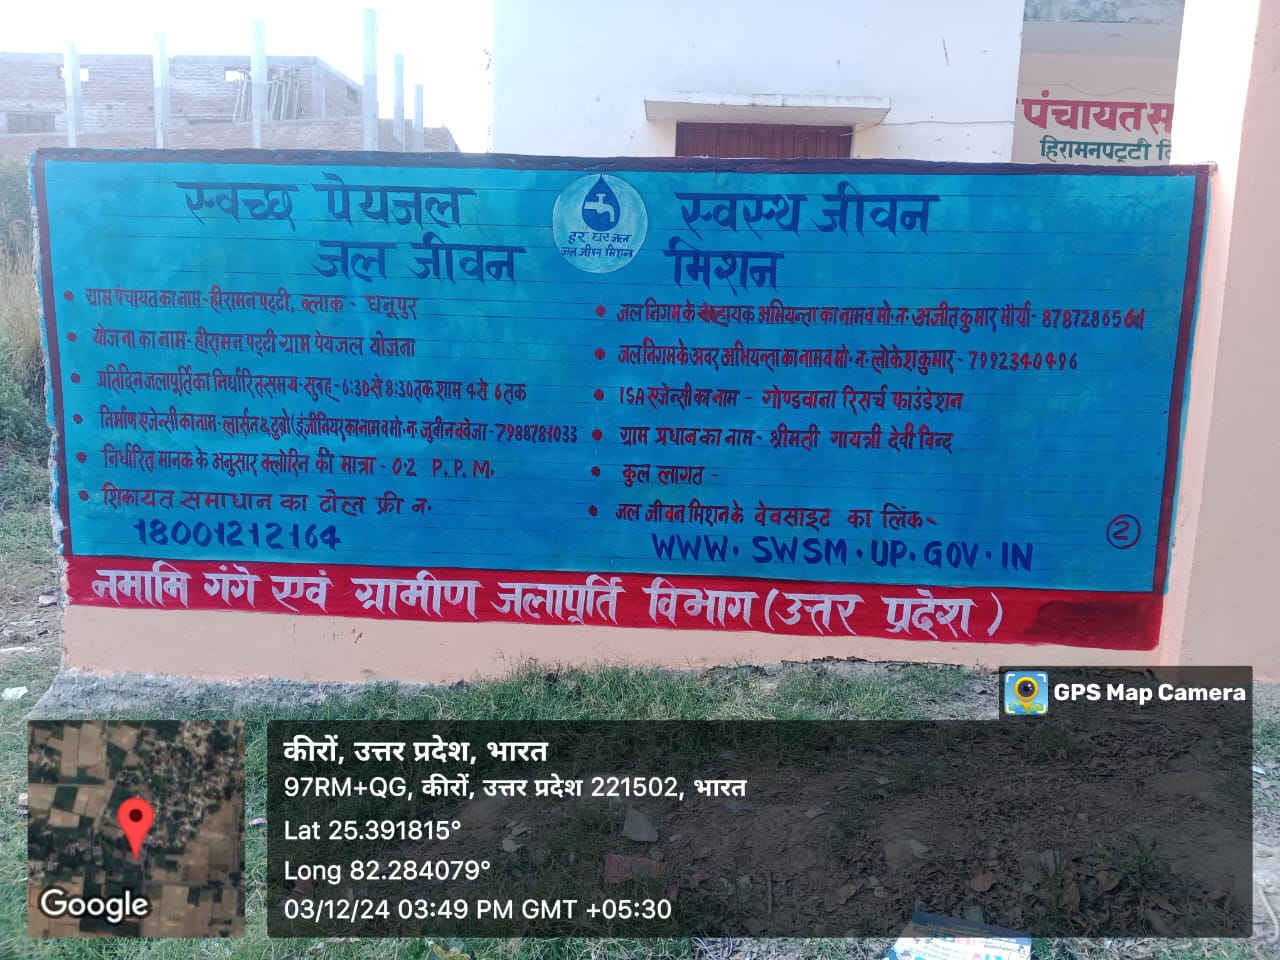 पंचायत स
हिरामनपट्टी वि
स्वच्छ पेयजल स्वस्थ जीवन
जल जीवन मिशन
हर घर जल
जल जीवन मिशन
• ग्राम पंचायत का नाम - हीरामन पट्टी, ब्लाक - धनूपुर
• योजना का नाम - हीरामन पट्टी ग्राम पेयजल योजना
• प्रतिदिन जलापूर्ति का निर्धारित समय - सुबह - 6:30 से 8:30 तक शाम 4 से 6 तक
• निर्माण एजेन्सी का नाम - लार्सन & टुब्रो (इंजीनियर का नाम व मो. न. जुवीन ववेजा - 7988781033
• निर्धारित मानक के अनुसार क्लोरिन की मात्रा - 0.2 P.P.M.
• शिकायत समाधान का टोल फ्री न.
18001212164
• जल निगम के सहायक अभियन्ता का नाम व मो. न. अजीत कुमार मौर्या - 87872865
• जल निगम के अवर अभियन्ता का नाम व मो. न. लोकेश कुमार - 7992340496
• ISA एजेन्सी का नाम - गोण्डवाना रिसर्च फाउंडेशन
• ग्राम प्रधान का नाम - श्रीमती गायत्री देवी विन्द
• कुल लागत -
• जल जीवन मिशन के वेवसाइट का लिंक -
WWW.SWSM.UP.GOV.IN
2
नमामि गंगे एवं ग्रामीण जलापूर्ति विभाग (उत्तर प्रदेश)
GPS Map Camera
कीरों, उत्तर प्रदेश, भारत
97RM+QG, कीरों, उत्तर प्रदेश 221502, भारत
Lat 25.391815°
Long 82.284079°
03/12/24 03:49 PM GMT +05:30
Google